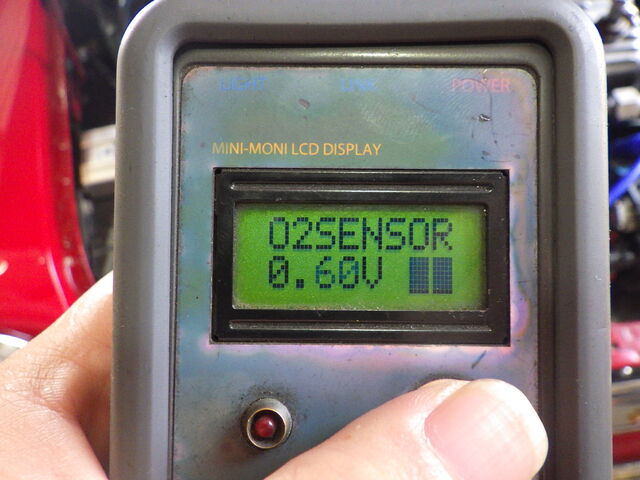 POWER
MINI-MONI LCD DISPLAY
O2SENSOR
0.60V